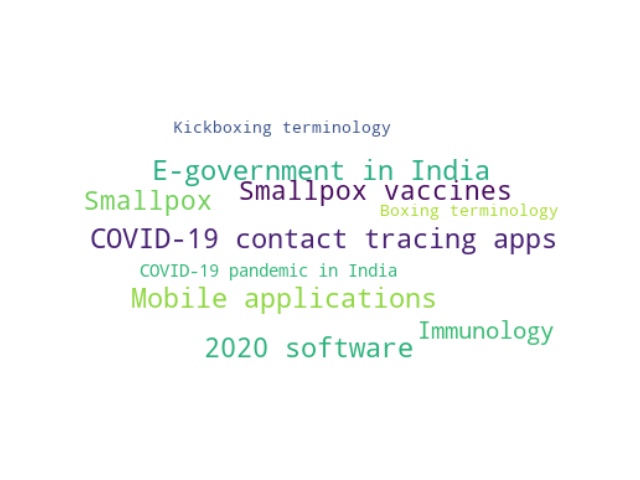 Kickboxing terminology
E-government in India
Smallpox vaccines
Smallpox
Boxing terminology
COVID-19 contact tracing apps
COVID-19 pandemic in India
Mobile applications
Immunology
2020 software